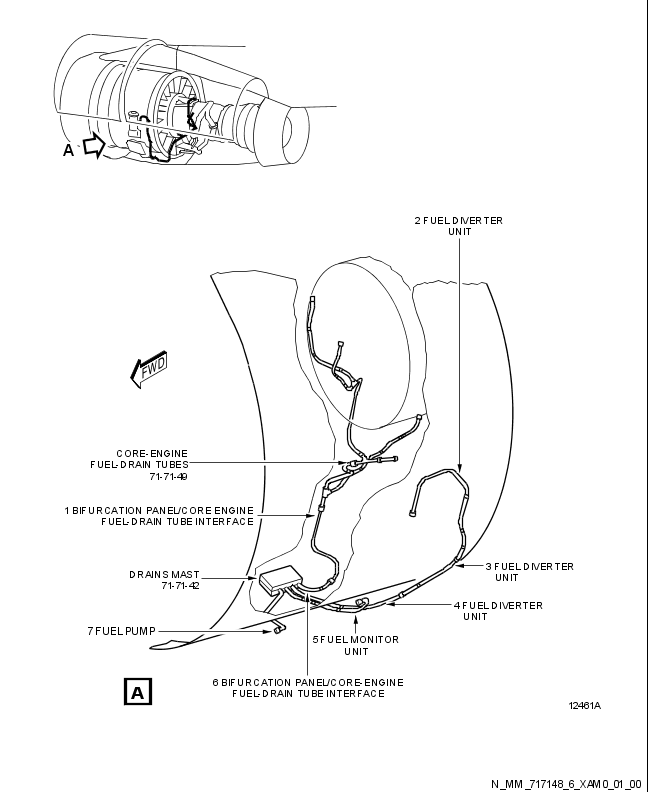 A
2 FUEL DIVERTER
UNIT
FWD
CORE-ENGINE
FUEL-DRAIN TUBES
71-71-49
1 BIFURCATION PANEL/CORE ENGINE
FUEL-DRAIN TUBE INTERFACE
DRAINS MAST
71-71-42
3 FUEL DIVERTER
UNIT
4 FUEL DIVERTER
UNIT
7 FUEL PUMP
5 FUEL MONITOR
UNIT
6 BIFURCATION PANEL/CORE-ENGINE
FUEL-DRAIN TUBE INTERFACE
A
12461A
N_MM_717148_6_XAM0_01_00